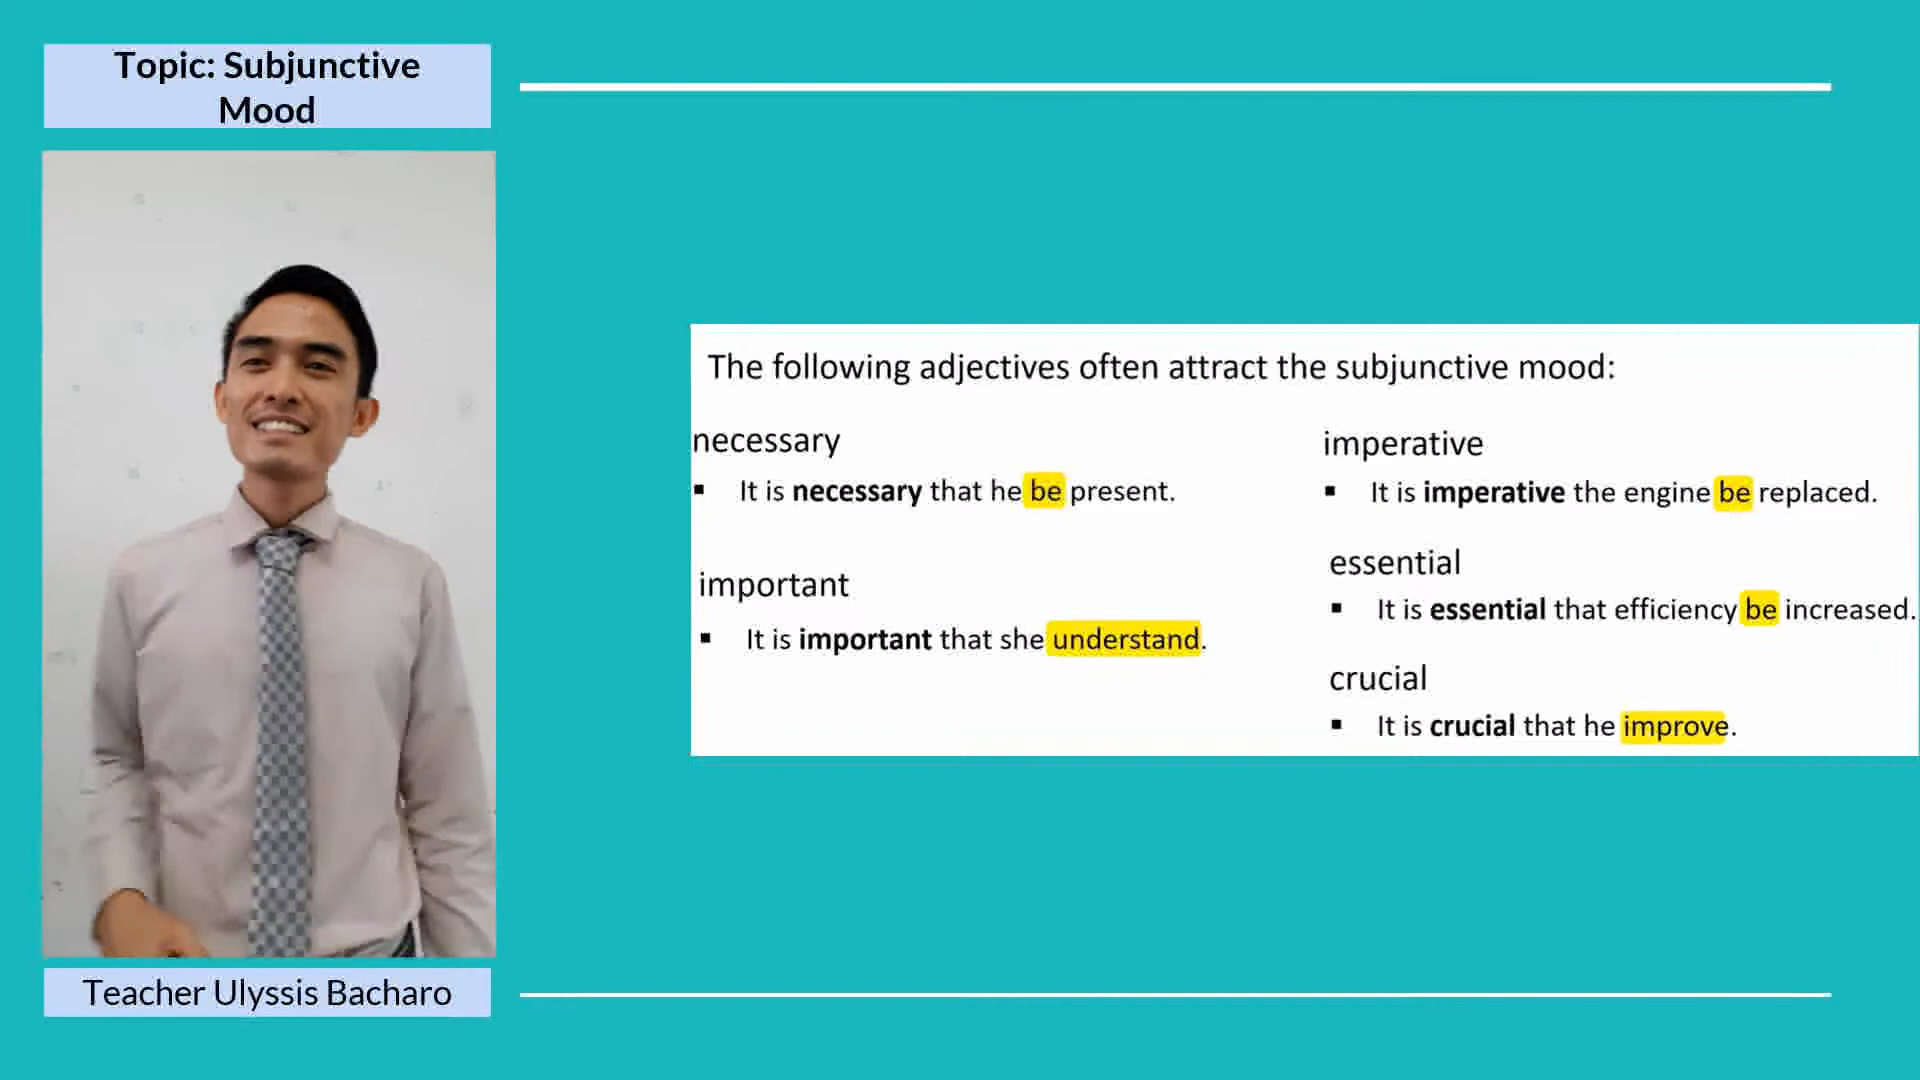 Topic: Subjunctive
Mood
The following adjectives often attract the subjunctive mood:
necessary
▪ It is necessary that he be present.
important
▪ It is important that she understand.
imperative
▪ It is imperative the engine be replaced.
essential
▪ It is essential that efficiency be increased.
crucial
▪ It is crucial that he improve.
Teacher Ulyssis Bacharo